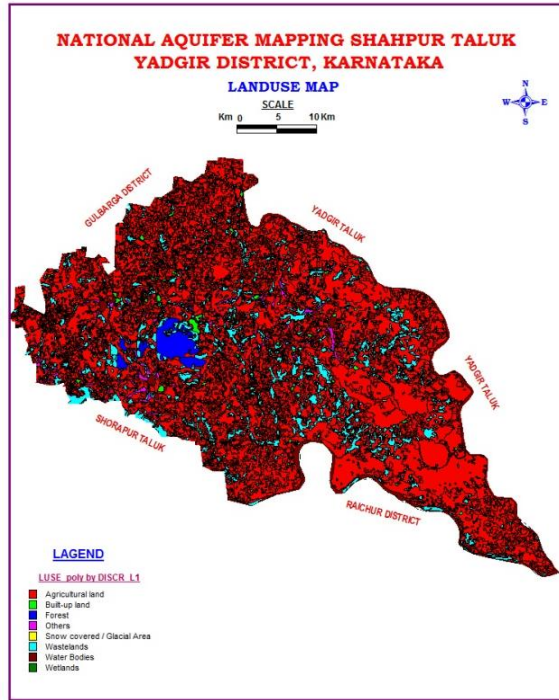 NATIONAL AQUIFER MAPPING SHAHPUR TALUK
YADGIR DISTRICT, KARNATAKA
LANDUSE MAP
SCALE
Km 0 5 10 Km
N
W E
S
GULBARGA DISTRICT
YADGIR TALUK
YADGIR TALUK
SHORAPUR TALUK
RAICHUR DISTRICT
LAGEND
LUSE_poly by DISCR_L1
Agricultural land
Built-up land
Forest
Others
Snow covered / Glacial Area
Wastelands
Water Bodies
Wetlands